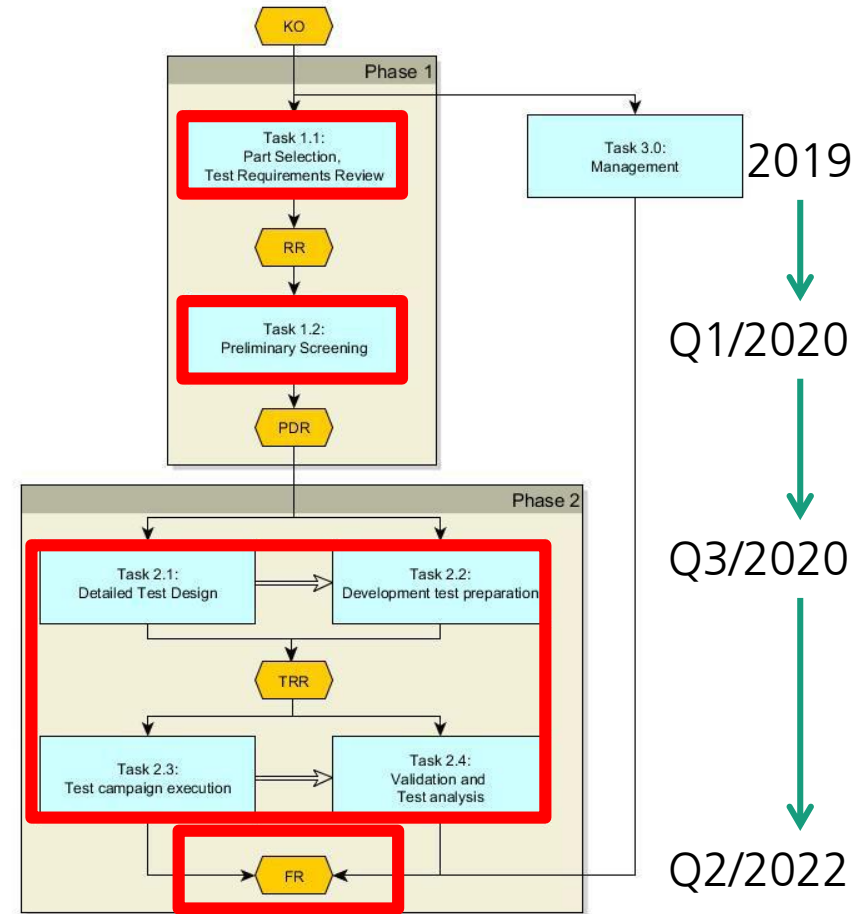 KO
Phase 1
Task 1.1:
Part Selection,
Test Requirements Review
Task 3.0:
Management
2019
RR
Task 1.2:
Preliminary Screening
Q1/2020
PDR
Phase 2
Task 2.1:
Detailed Test Design
Task 2.2:
Development test preparation
Q3/2020
TRR
Task 2.3:
Test campaign execution
Task 2.4:
Validation and
Test analysis
FR
Q2/2022